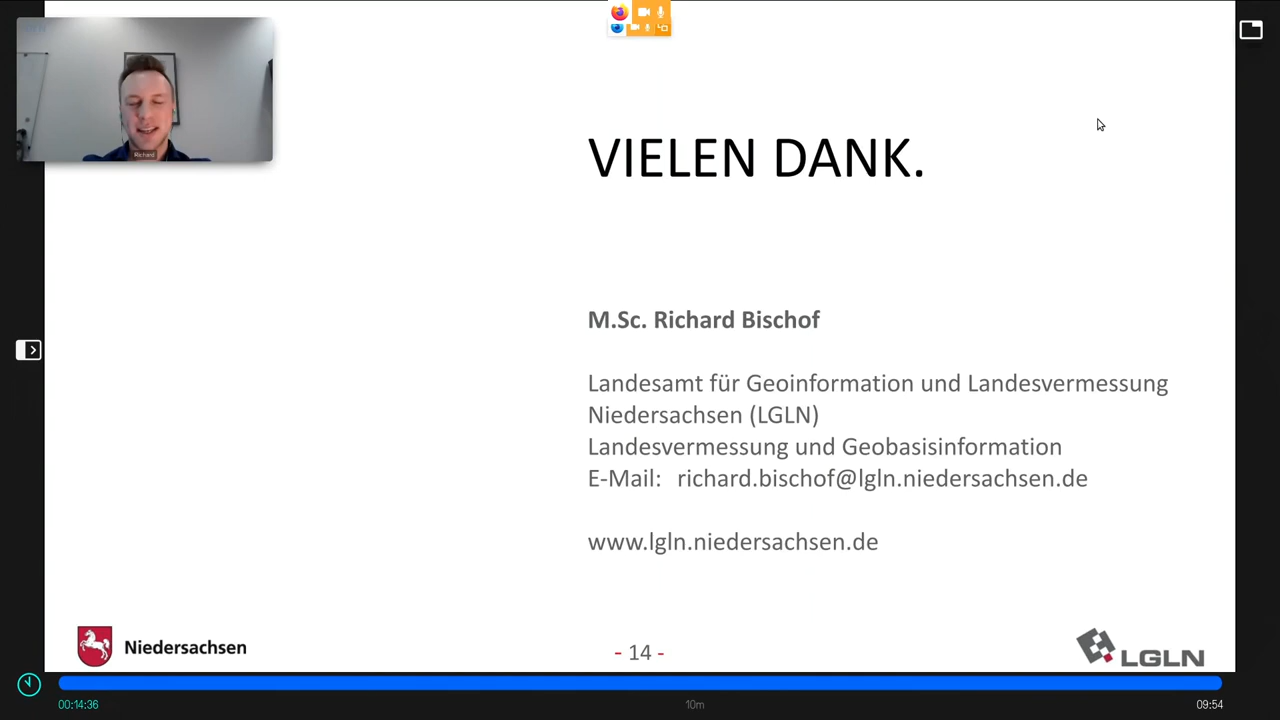 Richard
VIELEN DANK.
M.Sc. Richard Bischof
Landesamt für Geoinformation und Landesvermessung
Niedersachsen (LGLN)
Landesvermessung und Geobasisinformation
E-Mail: richard.bischof@lgln.niedersachsen.de
www.lgln.niedersachsen.de
Niedersachsen
- 14 -
LGLN
00:14:36
10m
09:54